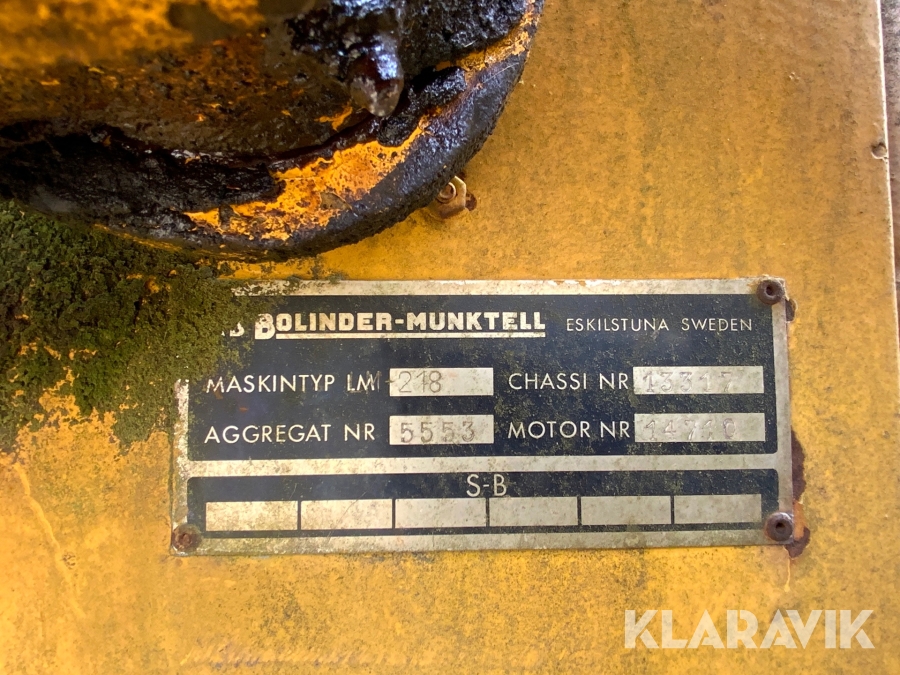 BOLINDER-MUNKTELL ESKILSTUNA SWEDEN
MASKINTYP LM-218 CHASSI NR
AGGREGAT NR 5553 MOTOR NR
S-B
KLARAVIK